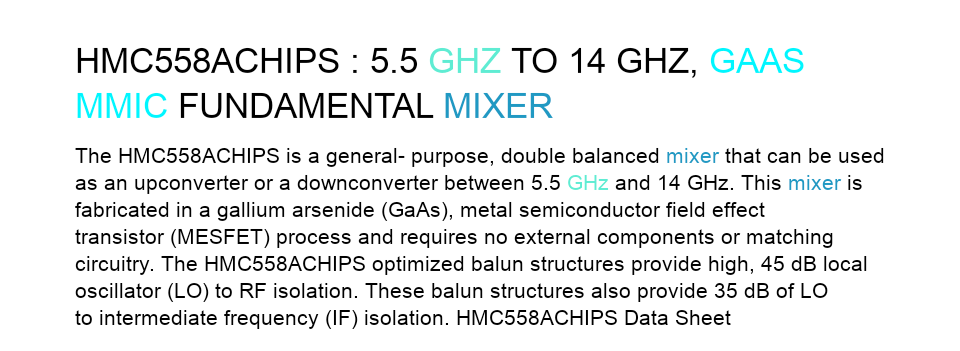 HMC558ACHIPS : 5.5 GHZ TO 14 GHZ, GAAS
MMIC FUNDAMENTAL MIXER
The HMC558ACHIPS is a general- purpose, double balanced mixer that can be used
as an upconverter or a downconverter between 5.5 GHz and 14 GHz. This mixer is
fabricated in a gallium arsenide (GaAs), metal semiconductor field effect
transistor (MESFET) process and requires no external components or matching
circuitry. The HMC558ACHIPS optimized balun structures provide high, 45 dB local
oscillator (LO) to RF isolation. These balun structures also provide 35 dB of LO
to intermediate frequency (IF) isolation. HMC558ACHIPS Data Sheet